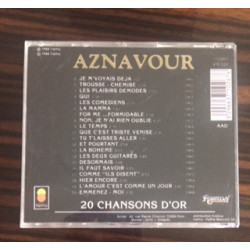 AZNAVOUR
JE M'VOYAIS DEJA
TROUSSE - CHEMISE
LES PLAISIRS DEMODES
QUI
LES COMEDIENS
LA MAMMA
FOR ME ...FORMIDABLE
NON, JE N'AI RIEN OUBLIE
LE TEMPS
QUE C'EST TRISTE VENISE
TU T'LAISSES ALLER
ET POURTANT
LA BOHEME
LES DEUX GUITARES
DESORMAIS
IL FAUT SAVOIR
COMME "ILS DISENT"
HIER ENCORE
L'AMOUR C'EST COMME UN JOUR
EMMENEZ - MOI
AAD
20 CHANSONS D'OR